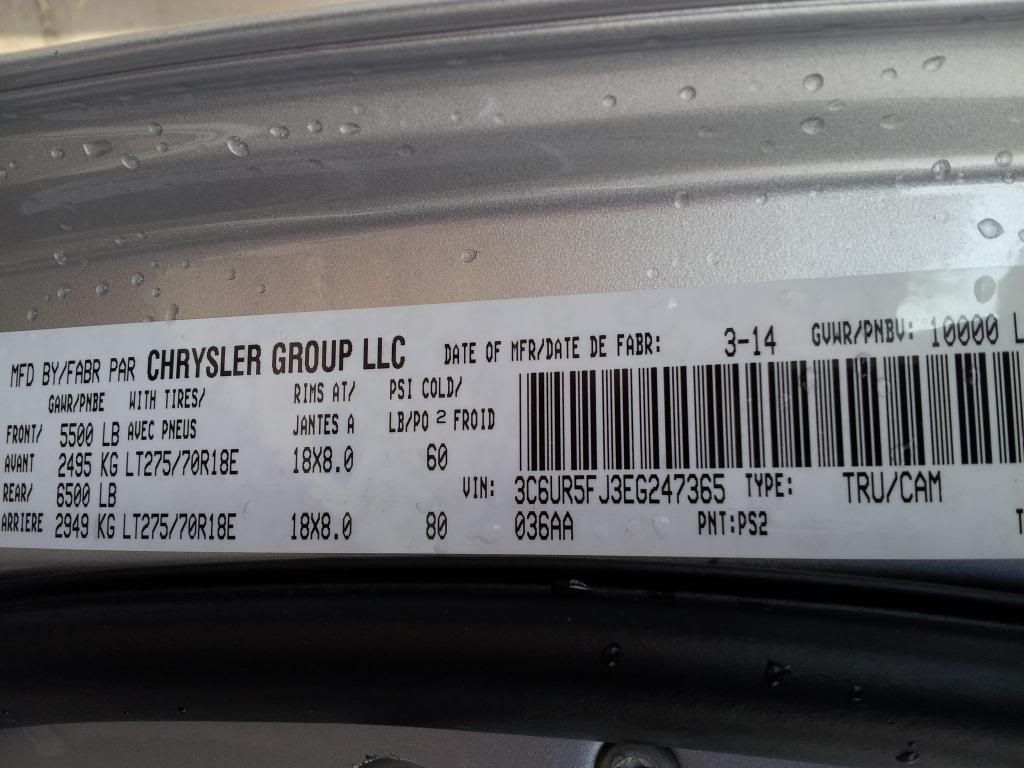 MFD BY/FABR PAR CHRYSLER GROUP LLC DATE OF MFR/DATE DE FABR: 3-14 GVWR/PNBV: 10000 L
GAWR/PNBE WITH TIRES/ RIMS AT/ PSI COLD/
FRONT/ 5500 LB AVEC PNEUS JANTES A LB/PO 2 FROID
AVANT 2495 KG LT275/70R18E 18X8.0 60
REAR/ 6500 LB VIN: 3C6UR5FJ3EG247365 TYPE: TRU/CAM
ARRIERE 2949 KG LT275/70R18E 18X8.0 80 036AA PNT:PS2 T